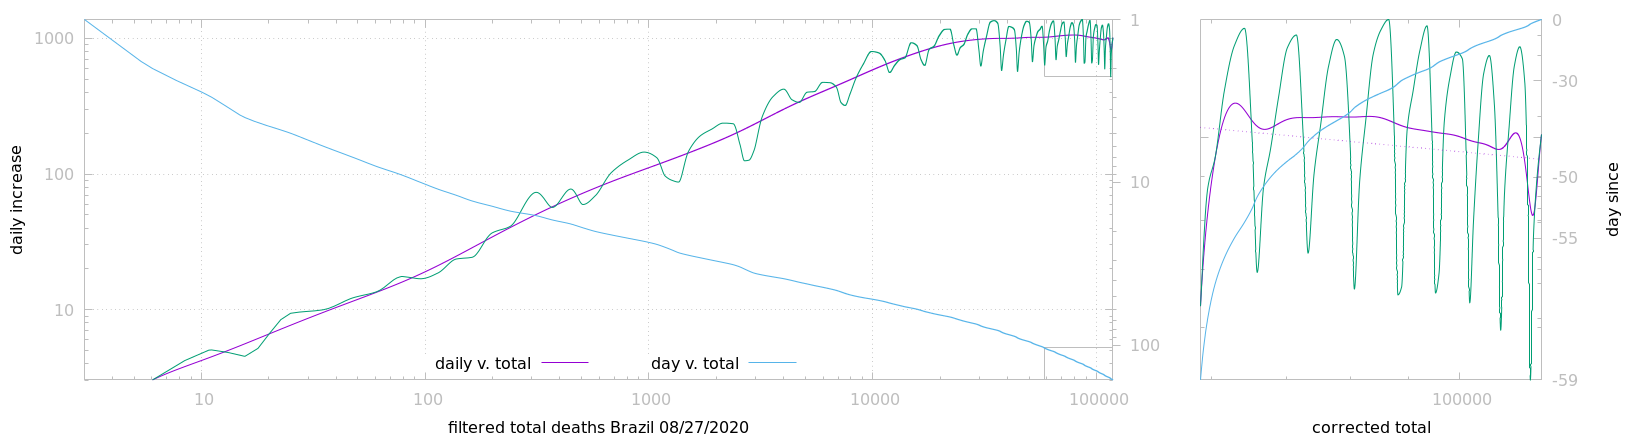 daily increase
1000
100
10
10
100
1000
10000
100000
1
10
100
daily v. total
day v. total
filtered total deaths Brazil 08/27/2020
0
-30
-50
-55
-59
day since
100000
corrected total